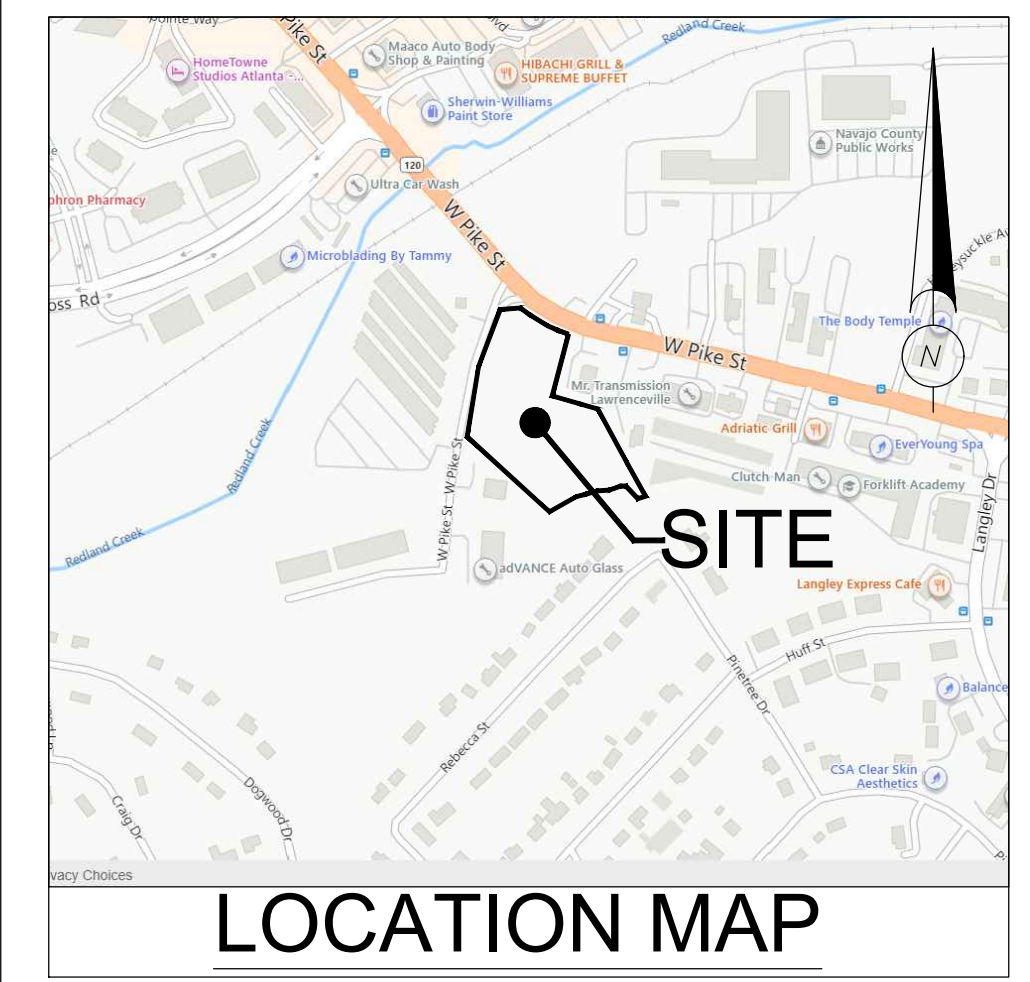 Pointe Way
Pike St
Blvd
Redland Creek
Maaco Auto Body
Shop & Painting
HomeTowne
Studios Atlanta -...
HIBACHI GRILL &
SUPREME BUFFET
Sherwin-Williams
Paint Store
Navajo County
Public Works
120
Ultra Car Wash
phron Pharmacy
W Pike St
Microblading By Tammy
oss Rd
The Body Temple
N
W Pike St
Mr. Transmission
Lawrenceville
Adriatic Grill
EverYoung Spa
Redland Creek
W Pike St
W Pike St
Clutch Man
Forklift Academy
Langley Dr
SITE
Redland Creek
adVANCE Auto Glass
Langley Express Cafe
Huff St
Pinetree Dr
Balance
Rebecca St
CSA Clear Skin
Aesthetics
Craig Dr
Dogwood Dr
vacy Choices
LOCATION MAP